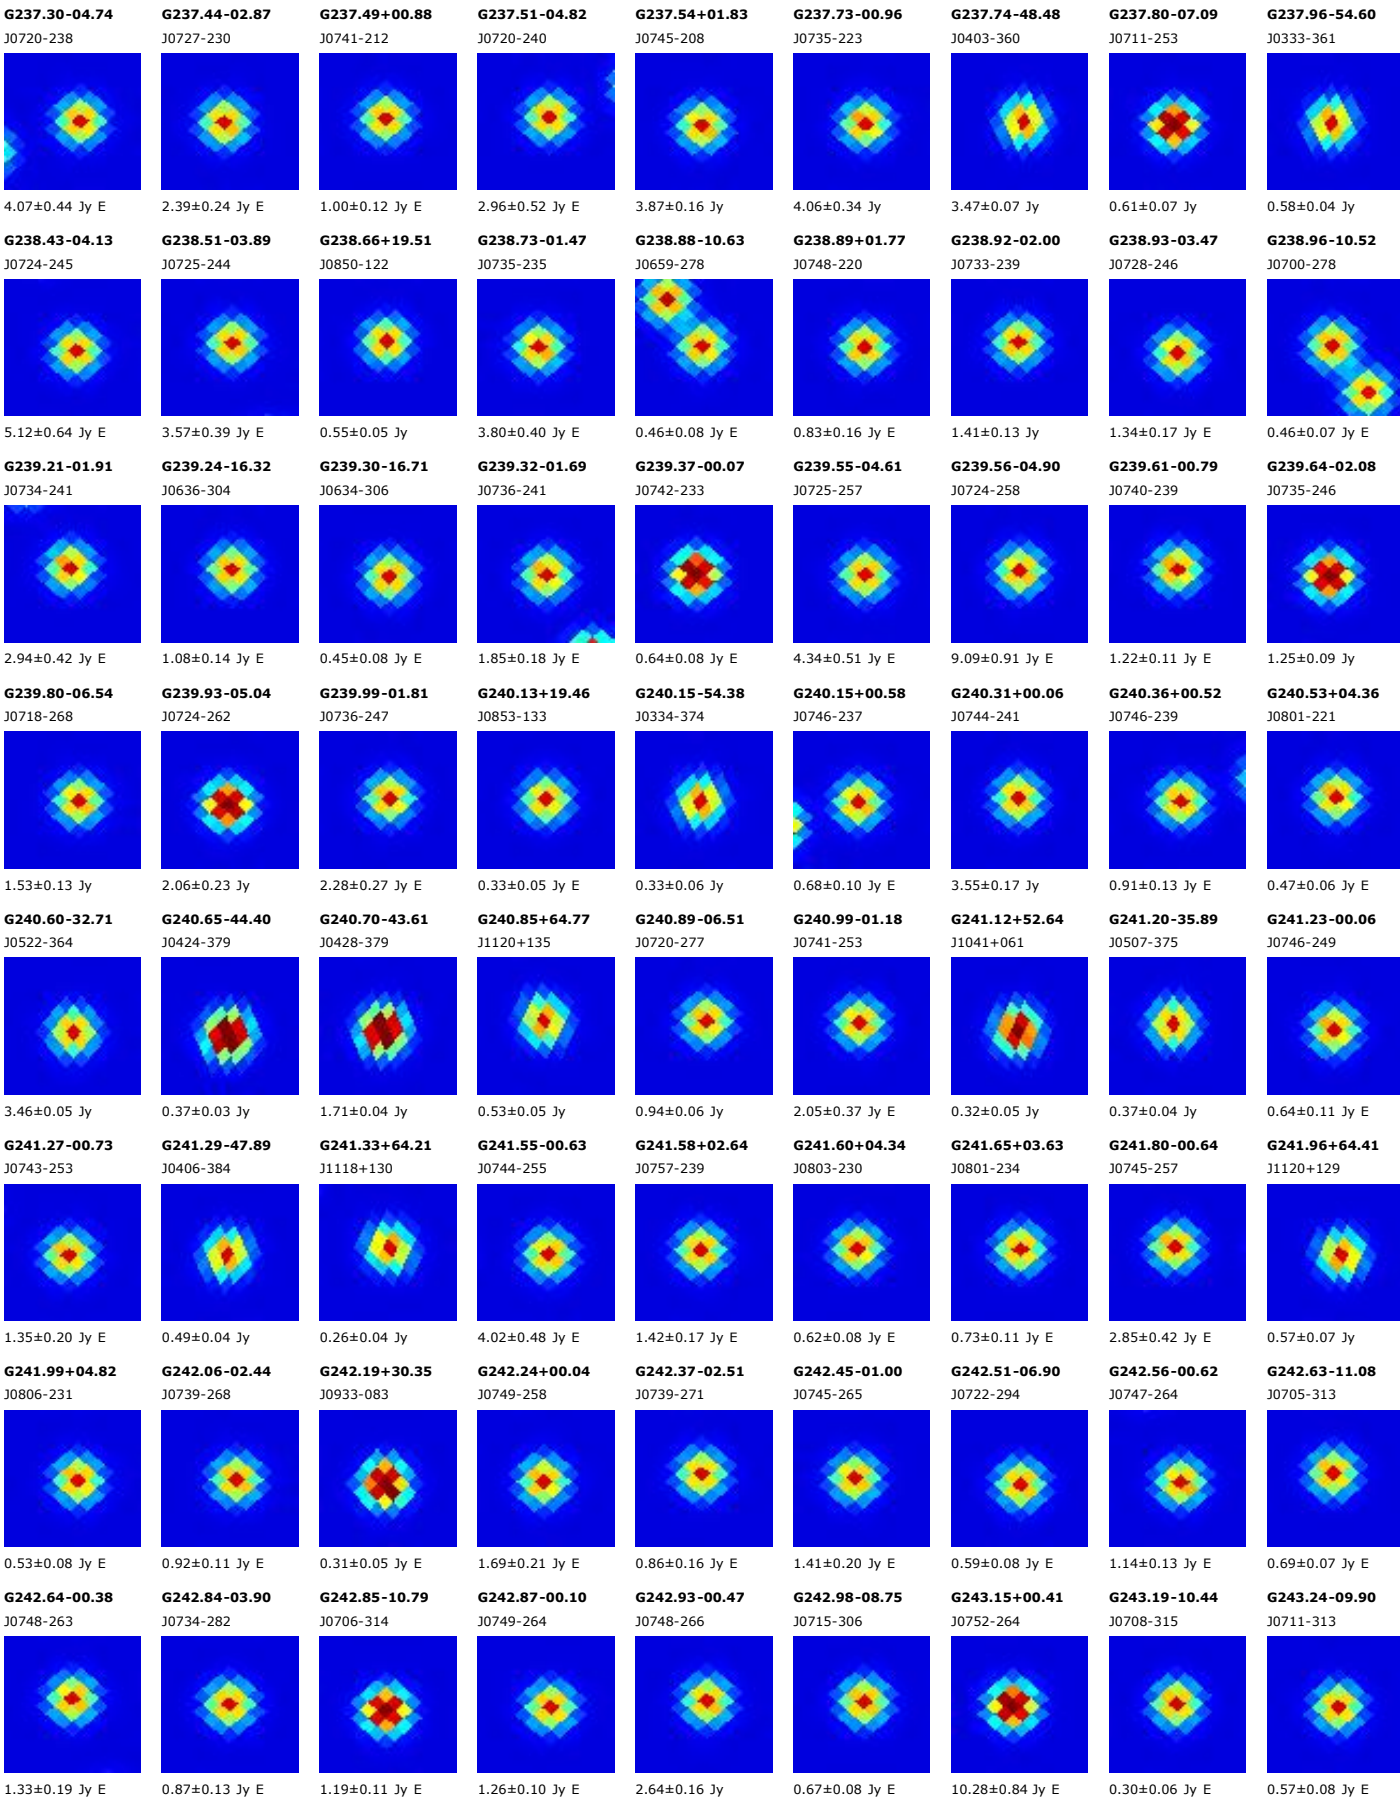 G237.30-04.74 G237.44-02.87 G237.49+00.88 G237.51-04.82 G237.54+01.83 G237.73-00.96 G237.74-48.48 G237.80-07.09 G237.96-54.60
J0720-238 J0727-230 J0741-212 J0720-240 J0745-208 J0735-223 J0403-360 J0711-253 J0333-361
4.07±0.44 Jy E 2.39±0.24 Jy E 1.00±0.12 Jy E 2.96±0.52 Jy E 3.87±0.16 Jy 4.06±0.34 Jy 3.47±0.07 Jy 0.61±0.07 Jy 0.58±0.04 Jy
G238.43-04.13 G238.51-03.89 G238.66+19.51 G238.73-01.47 G238.88-10.63 G238.89+01.77 G238.92-02.00 G238.93-03.47 G238.96-10.52
J0724-245 J0725-244 J0850-122 J0735-235 J0659-278 J0748-220 J0733-239 J0728-246 J0700-278
5.12±0.64 Jy E 3.57±0.39 Jy E 0.55±0.05 Jy 3.80±0.40 Jy E 0.46±0.08 Jy E 0.83±0.16 Jy E 1.41±0.13 Jy 1.34±0.17 Jy E 0.46±0.07 Jy E
G239.21-01.91 G239.24-16.32 G239.30-16.71 G239.32-01.69 G239.37-00.07 G239.55-04.61 G239.56-04.90 G239.61-00.79 G239.64-02.08
J0734-241 J0636-304 J0634-306 J0736-241 J0742-233 J0725-257 J0724-258 J0740-239 J0735-246
2.94±0.42 Jy E 1.08±0.14 Jy E 0.45±0.08 Jy E 1.85±0.18 Jy E 0.64±0.08 Jy E 4.34±0.51 Jy E 9.09±0.91 Jy E 1.22±0.11 Jy E 1.25±0.09 Jy
G239.80-06.54 G239.93-05.04 G239.99-01.81 G240.13+19.46 G240.15-54.38 G240.15+00.58 G240.31+00.06 G240.36+00.52 G240.53+04.36
J0718-268 J0724-262 J0736-247 J0853-133 J0334-374 J0746-237 J0744-241 J0746-239 J0801-221
1.53±0.13 Jy 2.06±0.23 Jy 2.28±0.27 Jy E 0.33±0.05 Jy E 0.33±0.06 Jy 0.68±0.10 Jy E 3.55±0.17 Jy 0.91±0.13 Jy E 0.47±0.06 Jy E
G240.60-32.71 G240.65-44.40 G240.70-43.61 G240.85+64.77 G240.89-06.51 G240.99-01.18 G241.12+52.64 G241.20-35.89 G241.23-00.06
J0522-364 J0424-379 J0428-379 J1120+135 J0720-277 J0741-253 J1041+061 J0507-375 J0746-249
3.46±0.05 Jy 0.37±0.03 Jy 1.71±0.04 Jy 0.53±0.05 Jy 0.94±0.06 Jy 2.05±0.37 Jy E 0.32±0.05 Jy 0.37±0.04 Jy 0.64±0.11 Jy E
G241.27-00.73 G241.29-47.89 G241.33+64.21 G241.55-00.63 G241.58+02.64 G241.60+04.34 G241.65+03.63 G241.80-00.64 G241.96+64.41
J0743-253 J0406-384 J1118+130 J0744-255 J0757-239 J0803-230 J0801-234 J0745-257 J1120+129
1.35±0.20 Jy E 0.49±0.04 Jy 0.26±0.04 Jy 4.02±0.48 Jy E 1.42±0.17 Jy E 0.62±0.08 Jy E 0.73±0.11 Jy E 2.85±0.42 Jy E 0.57±0.07 Jy
G241.99+04.82 G242.06-02.44 G242.19+30.35 G242.24+00.04 G242.37-02.51 G242.45-01.00 G242.51-06.90 G242.56-00.62 G242.63-11.08
J0806-231 J0739-268 J0933-083 J0749-258 J0739-271 J0745-265 J0722-294 J0747-264 J0705-313
0.53±0.08 Jy E 0.92±0.11 Jy E 0.31±0.05 Jy E 1.69±0.21 Jy E 0.86±0.16 Jy E 1.41±0.20 Jy E 0.59±0.08 Jy E 1.14±0.13 Jy E 0.69±0.07 Jy E
G242.64-00.38 G242.84-03.90 G242.85-10.79 G242.87-00.10 G242.93-00.47 G242.98-08.75 G243.15+00.41 G243.19-10.44 G243.24-09.90
J0748-263 J0734-282 J0706-314 J0749-264 J0748-266 J0715-306 J0752-264 J0708-315 J0711-313
1.33±0.19 Jy E 0.87±0.13 Jy E 1.19±0.11 Jy E 1.26±0.10 Jy E 2.64±0.16 Jy 0.67±0.08 Jy E 10.28±0.84 Jy E 0.30±0.06 Jy E 0.57±0.08 Jy E